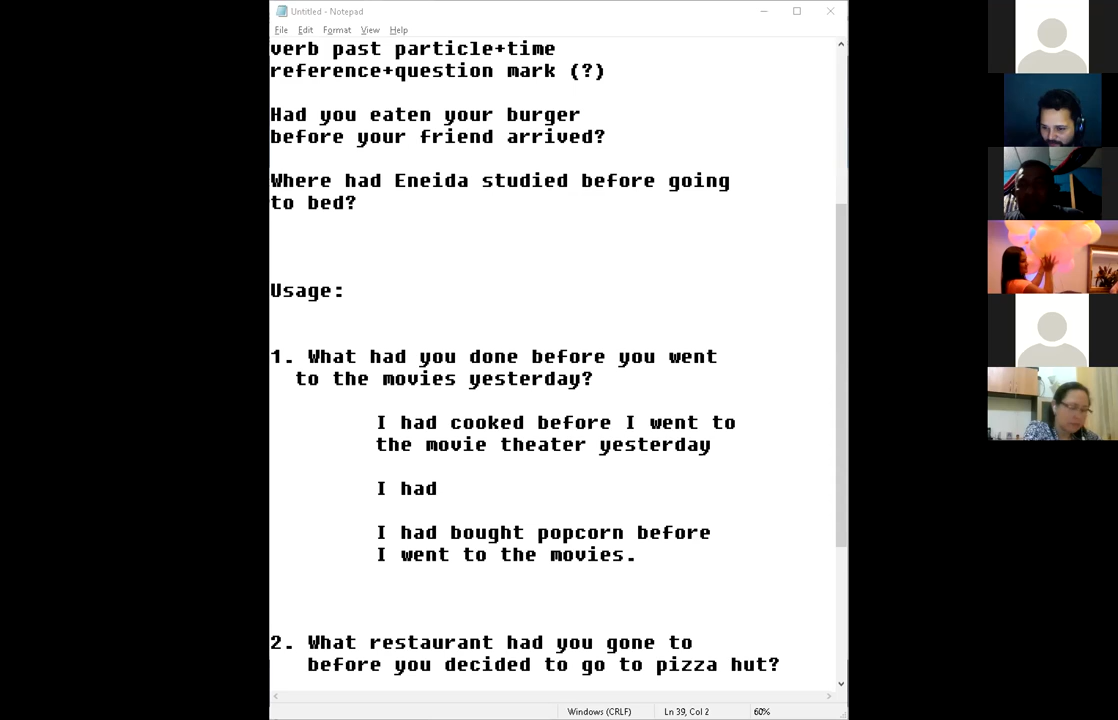 Untitled - Notepad
File Edit Format View Help
verb past particle+time
reference+question mark (?)
Had you eaten your burger
before your friend arrived?
Where had Eneida studied before going
to bed?
Usage:
1. What had you done before you went
to the movies yesterday?
I had cooked before I went to
the movie theater yesterday
I had
I had bought popcorn before
I went to the movies.
2. What restaurant had you gone to
before you decided to go to pizza hut?
Windows (CRLF) Ln 39, Col 2 60%